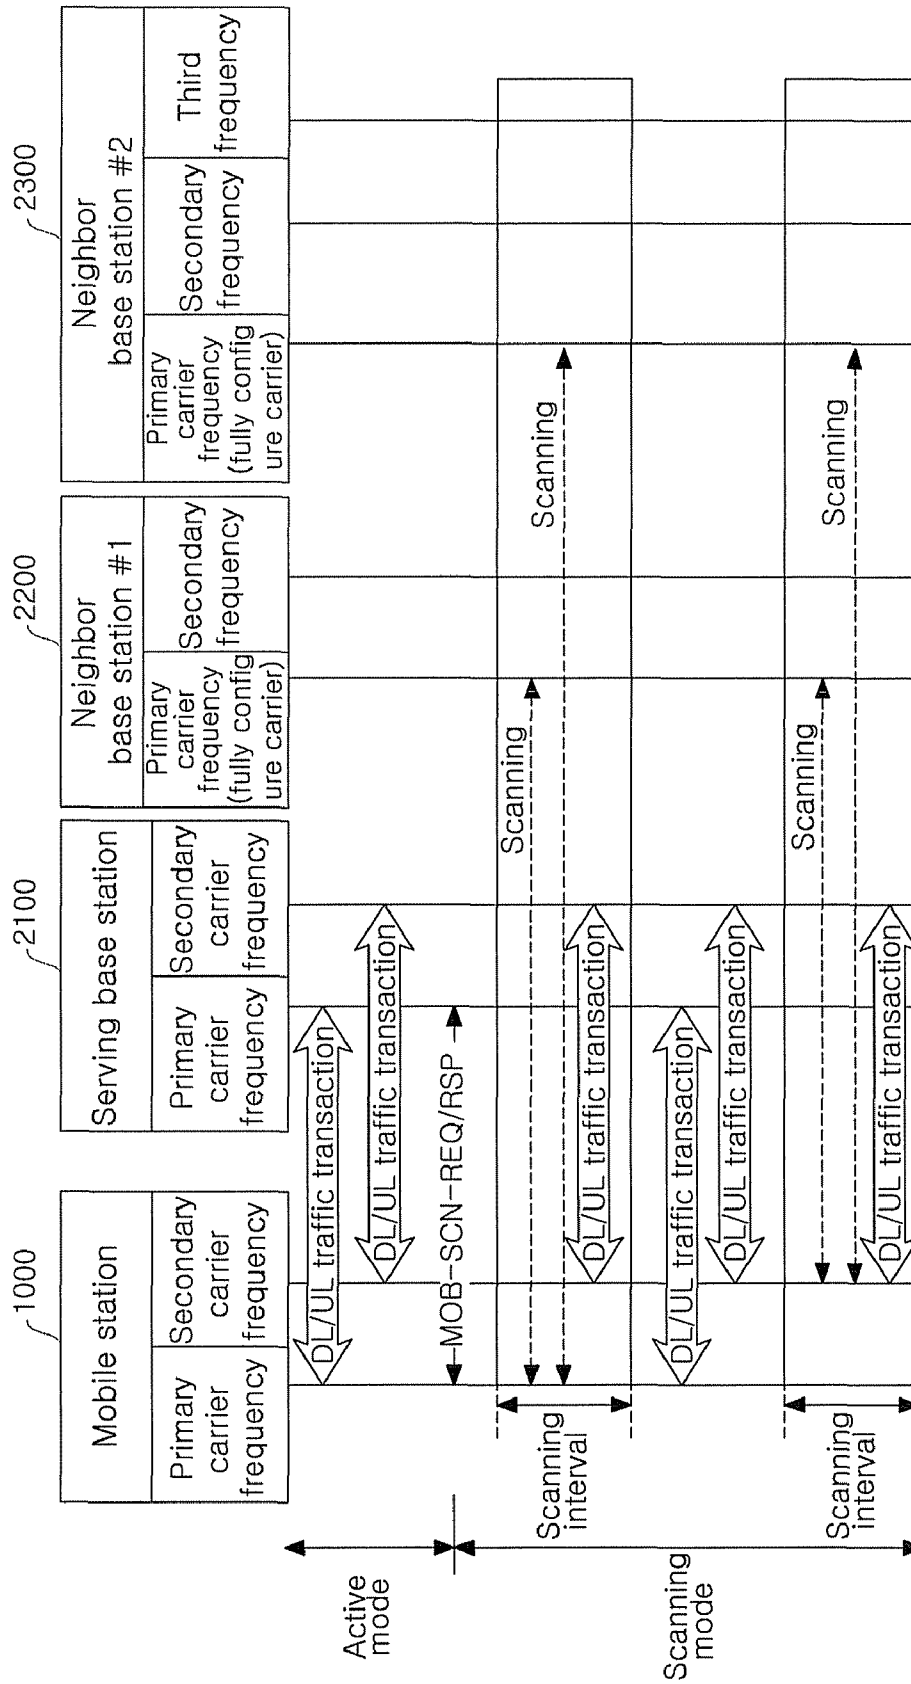 1000
2100
2200
2300
Mobile station
Serving base station
Neighbor
base station #1
Neighbor
base station #2
Primary
carrier
frequency
Secondary
carrier
frequency
Primary
carrier
frequency
Secondary
carrier
frequency
Primary
carrier
frequency
(fully config
ure carrier)
Secondary
frequency
Primary
carrier
frequency
(fully config
ure carrier)
Secondary
frequency
Third
frequency
Active
mode
DL/UL traffic transaction
DL/UL traffic transaction
MOB-SCN-REQ/RSP
Scanning
mode
Scanning
interval
Scanning
Scanning
DL/UL traffic transaction
DL/UL traffic transaction
DL/UL traffic transaction
Scanning
interval
Scanning
Scanning
DL/UL traffic transaction